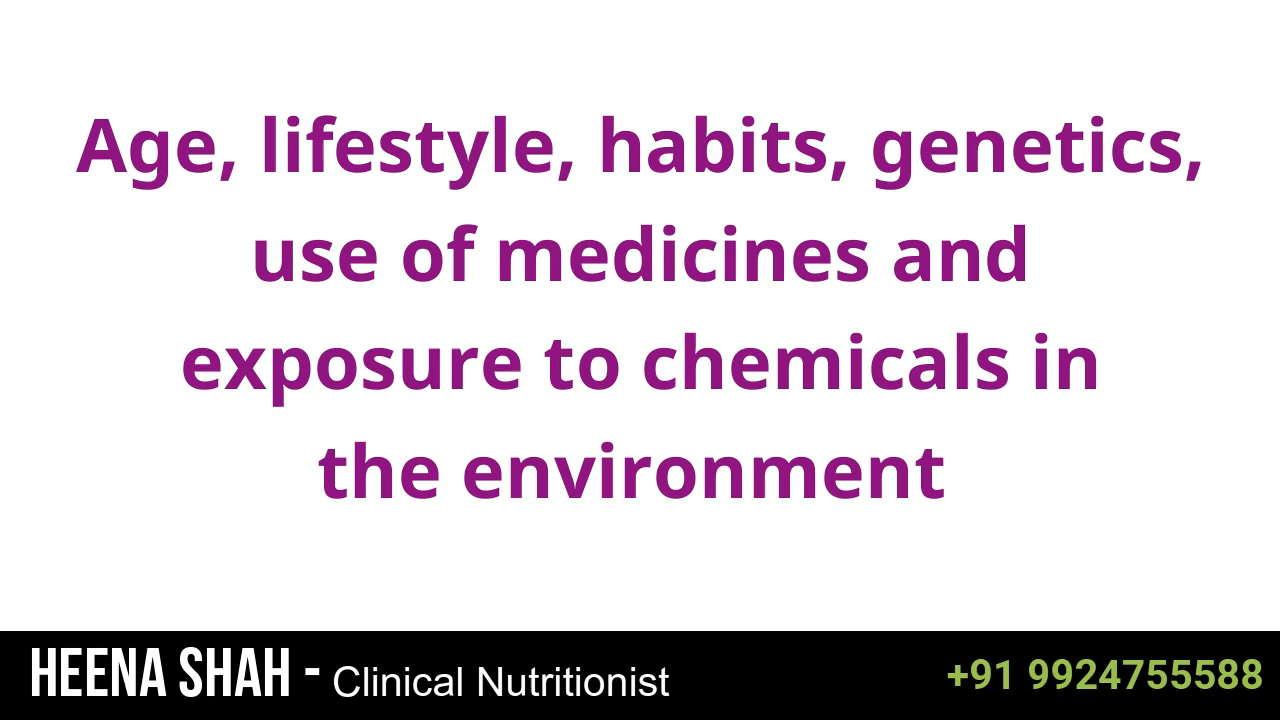 Age, lifestyle, habits, genetics,
use of medicines and
exposure to chemicals in
the environment
HEENA SHAH - Clinical Nutritionist
+91 9924755588